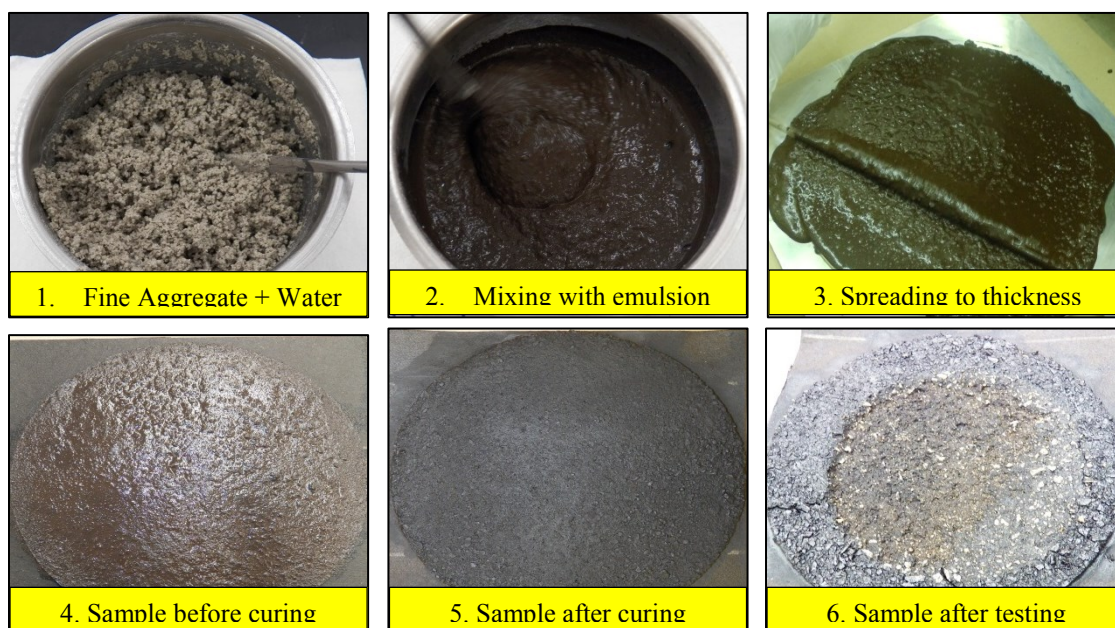 1. Fine Aggregate + Water
2. Mixing with emulsion
3. Spreading to thickness
4. Sample before curing
5. Sample after curing
6. Sample after testing